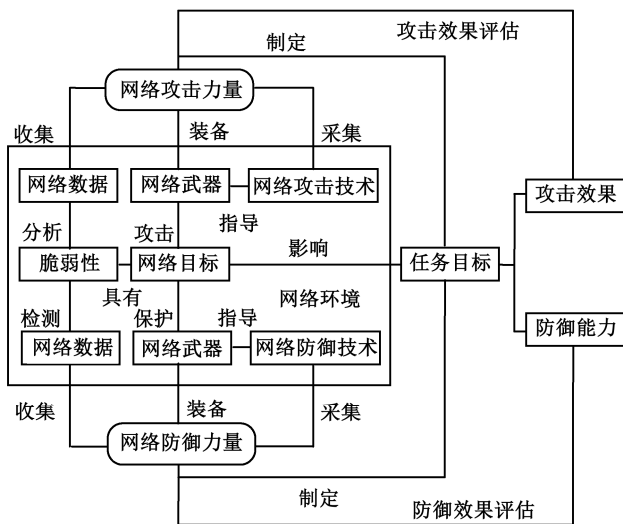 攻击效果评估
制定
网络攻击力量
收集
装备
采集
网络数据
网络武器
网络攻击技术
攻击效果
分析
攻击
指导
影响
脆弱性
网络目标
任务目标
具有
网络环境
检测
保护
指导
防御能力
网络数据
网络武器
网络防御技术
收集
装备
采集
网络防御力量
制定
防御效果评估